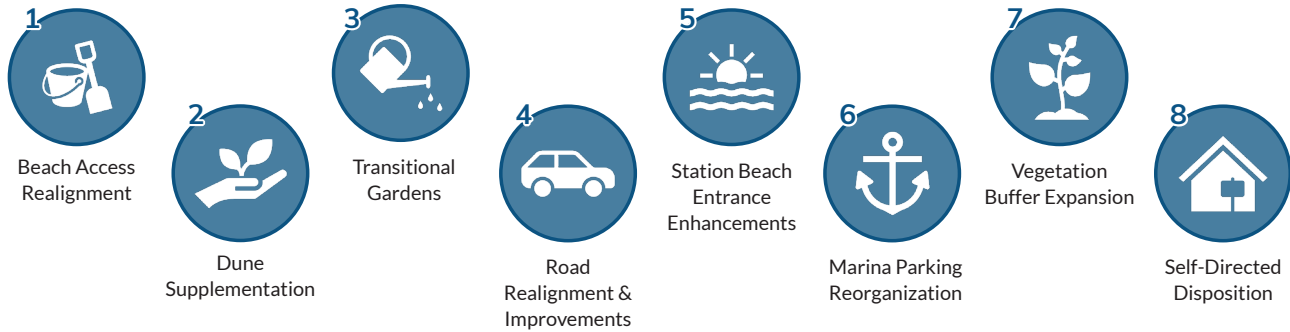 1
Beach Access
Realignment
2
Dune
Supplementation
3
Transitional
Gardens
4
Road
Realignment &
Improvements
5
Station Beach
Entrance
Enhancements
6
Marina Parking
Reorganization
7
Vegetation
Buffer Expansion
8
Self-Directed
Disposition